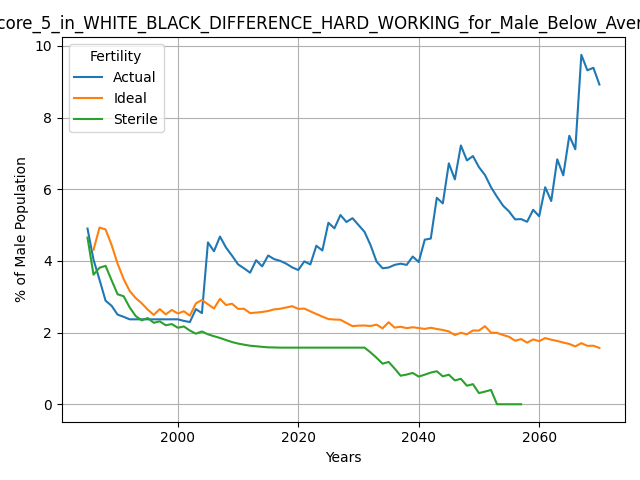 core_5_in_WHITE_BLACK_DIFFERENCE_HARD_WORKING_for_Male_Below_Aver
Fertility
Actual
Ideal
Sterile
% of Male Population
10
8
6
4
2
0
2000 2020 2040 2060
Years